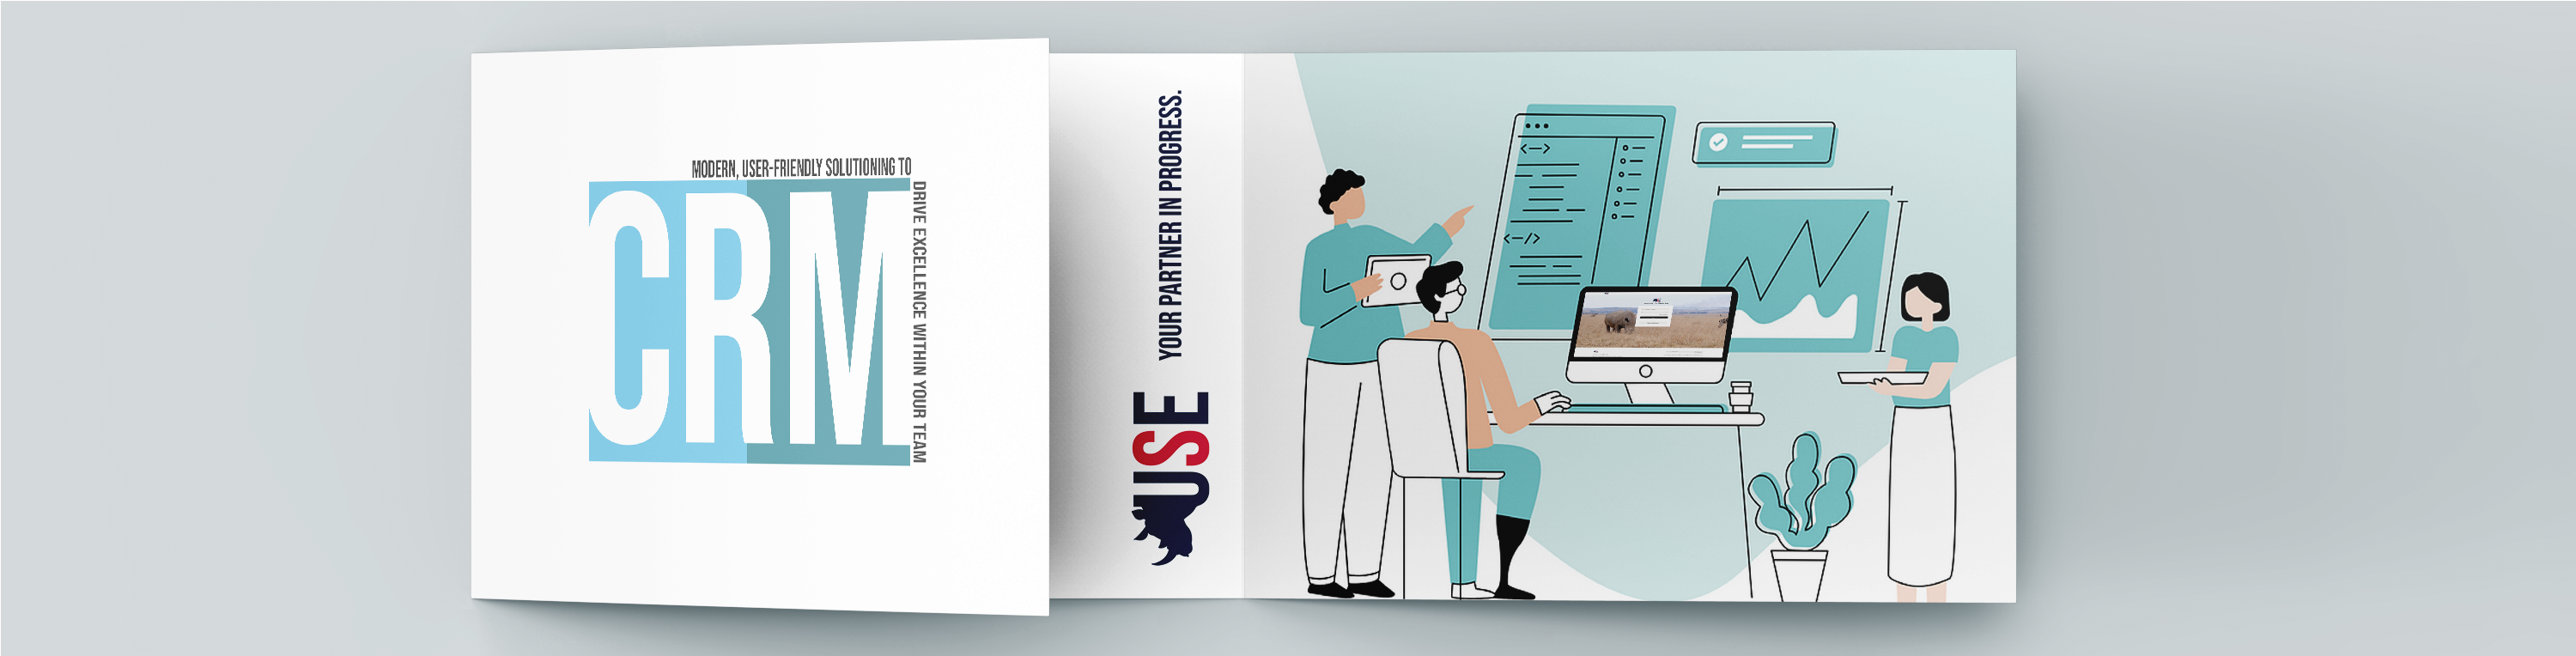 MODERN, USER-FRIENDLY SOLUTIONING TO
CRM
DRIVE EXCELLENCE WITHIN YOUR TEAM
USE
YOUR PARTNER IN PROGRESS.